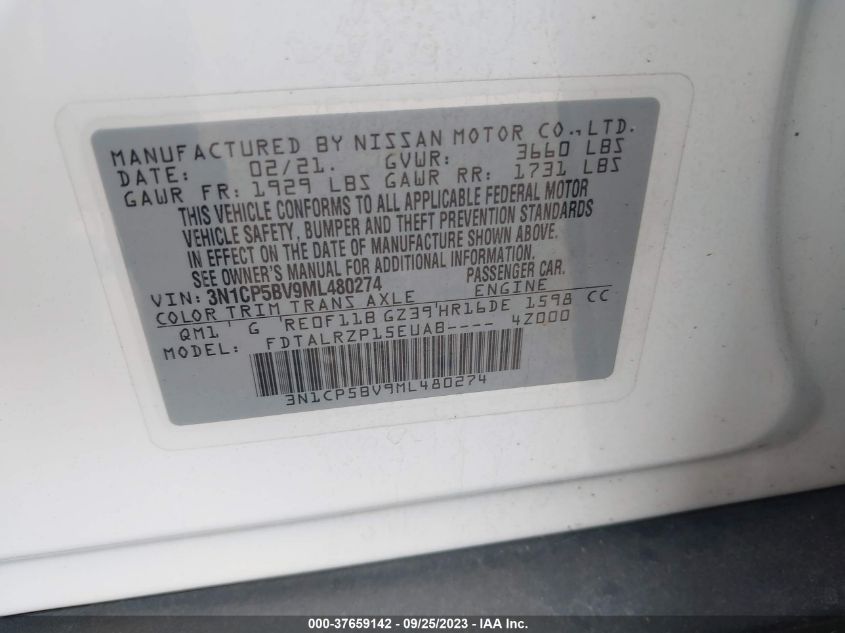 MANUFACTURED BY NISSAN MOTOR CO.,LTD.
DATE: 02/21. GVWR: 3660 LBS
GAWR FR: 1929 LBS GAWR RR: 1731 LBS
THIS VEHICLE CONFORMS TO ALL APPLICABLE FEDERAL MOTOR
VEHICLE SAFETY, BUMPER AND THEFT PREVENTION STANDARDS
IN EFFECT ON THE DATE OF MANUFACTURE SHOWN ABOVE.
SEE OWNER'S MANUAL FOR ADDITIONAL INFORMATION.
VIN: 3N1CP5BV9ML480274 PASSENGER CAR.
COLOR TRIM TRANS AXLE ENGINE
QM1 ' G 'RE0F11B GZ39'HR16DE 1598 CC
MODEL: FDTALRZP15EUAB---- 4Z000
3N1CP5BV9ML480274
000-37659142 - 09/25/2023 - IAA Inc.